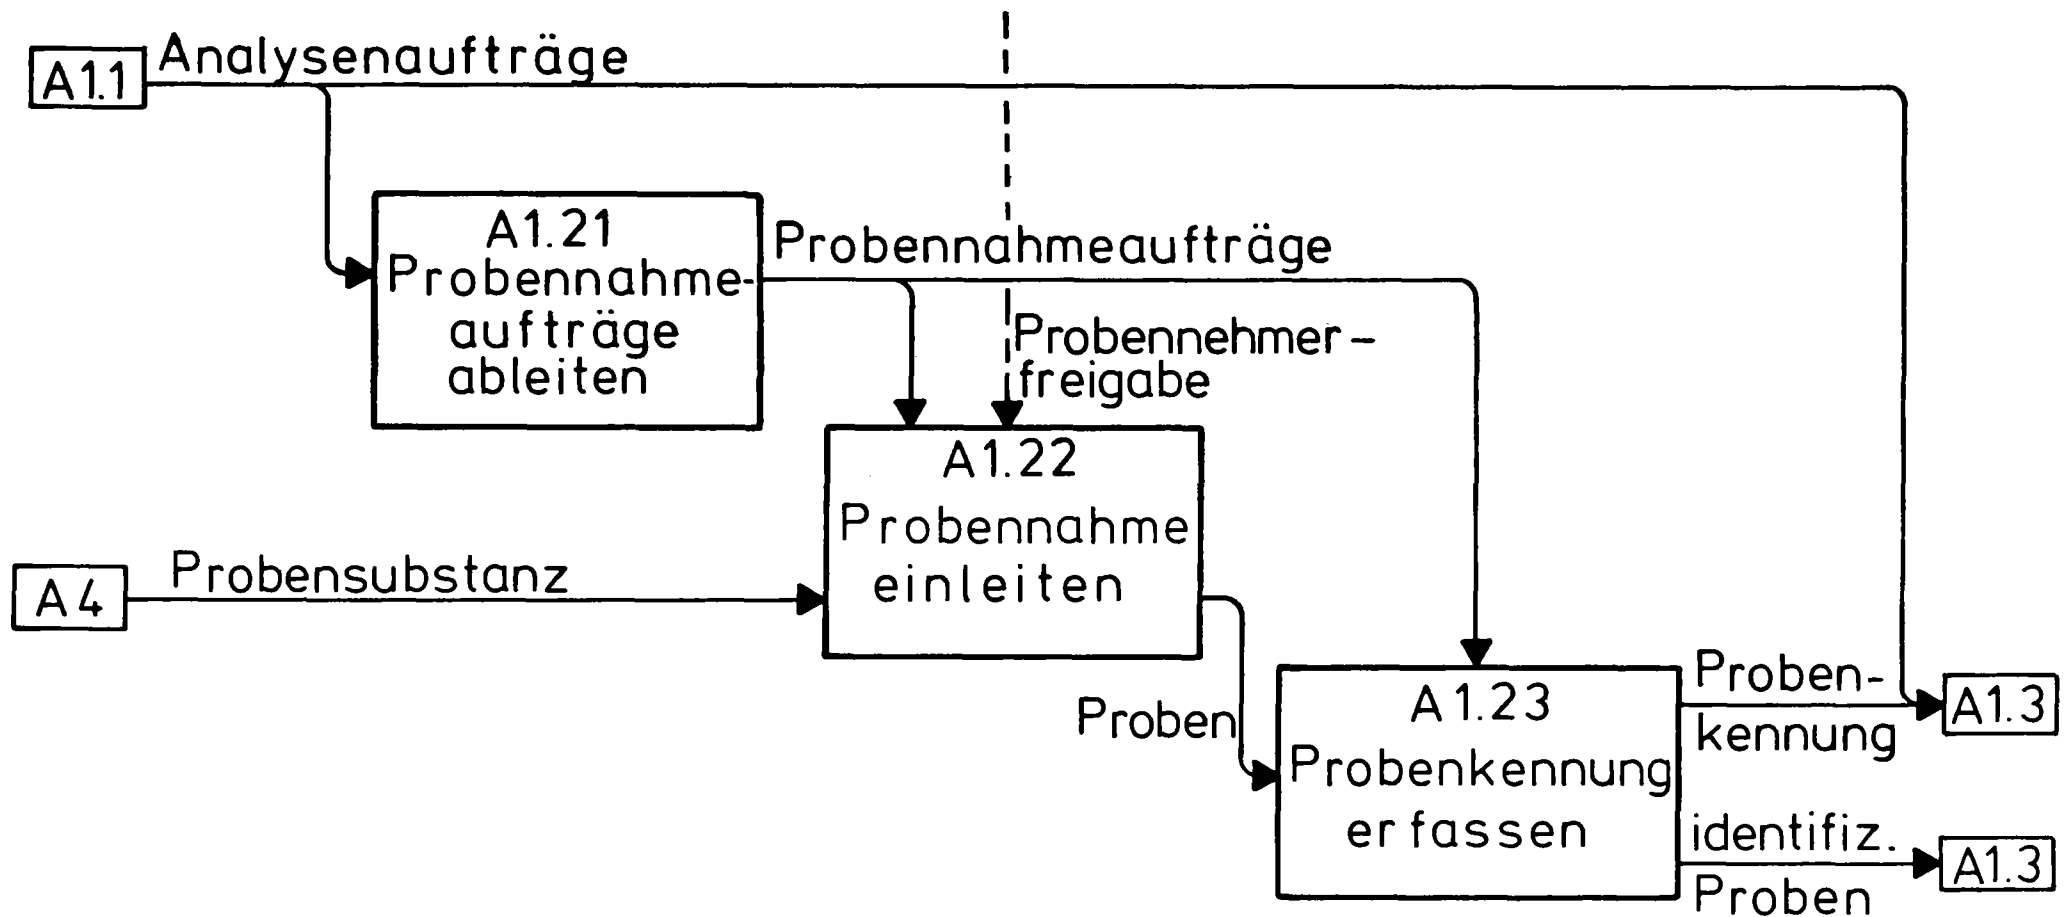 A1.1
Analysenaufträge
A1.21
Probennahme-
aufträge
ableiten
Probennahmeaufträge
Probennehmer-
freigabe
A1.22
Probennahme
einleiten
A4
Probensubstanz
Proben
A1.23
Probenkennung
erfassen
Proben-
kennung
A1.3
identifiz.
Proben
A1.3